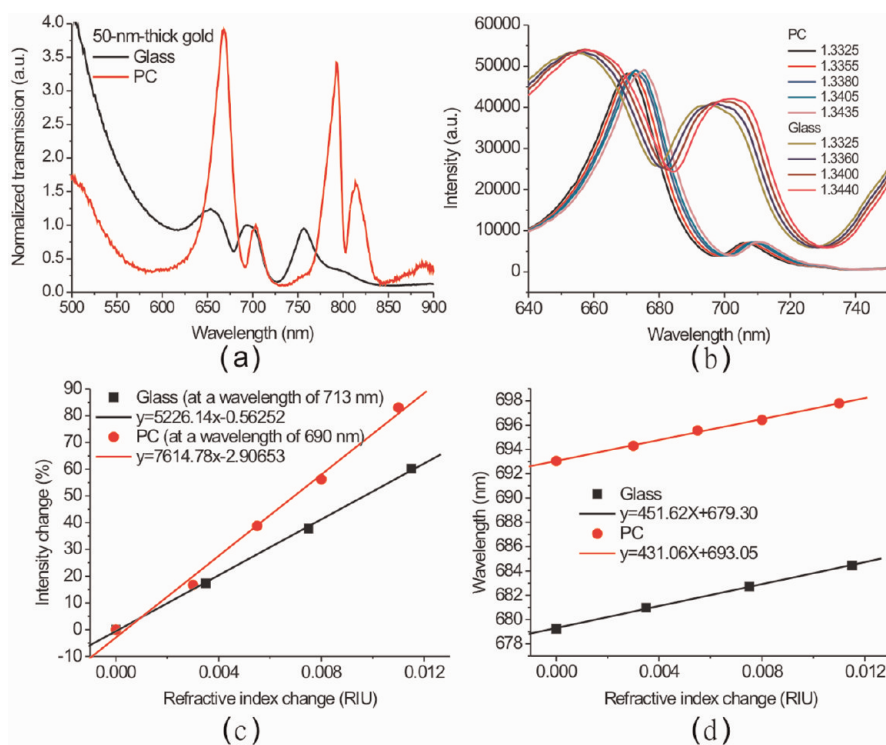 4.0
3.5
3.0
2.5
2.0
1.5
1.0
0.5
0.0
50-nm-thick gold
Glass
PC
Normalized transmission (a.u.)
500 550 600 650 700 750 800 850 900
Wavelength (nm)
(a)
60000
50000
40000
30000
20000
10000
0
PC
1.3325
1.3355
1.3380
1.3405
1.3435
Glass
1.3325
1.3360
1.3400
1.3440
Intensity (a.u.)
640 660 680 700 720 740
Wavelength (nm)
(b)
90
80
70
60
50
40
30
20
10
0
-10
Glass (at a wavelength of 713 nm)
y=5226.14x-0.56252
PC (at a wavelength of 690 nm)
y=7614.78x-2.90653
Intensity change (%)
0.000 0.004 0.008 0.012
Refractive index change (RIU)
(c)
698
696
694
692
690
688
686
684
682
680
678
Glass
y=451.62X+679.30
PC
y=431.06X+693.05
Wavelength (nm)
0.000 0.004 0.008 0.012
Refractive index change (RIU)
(d)